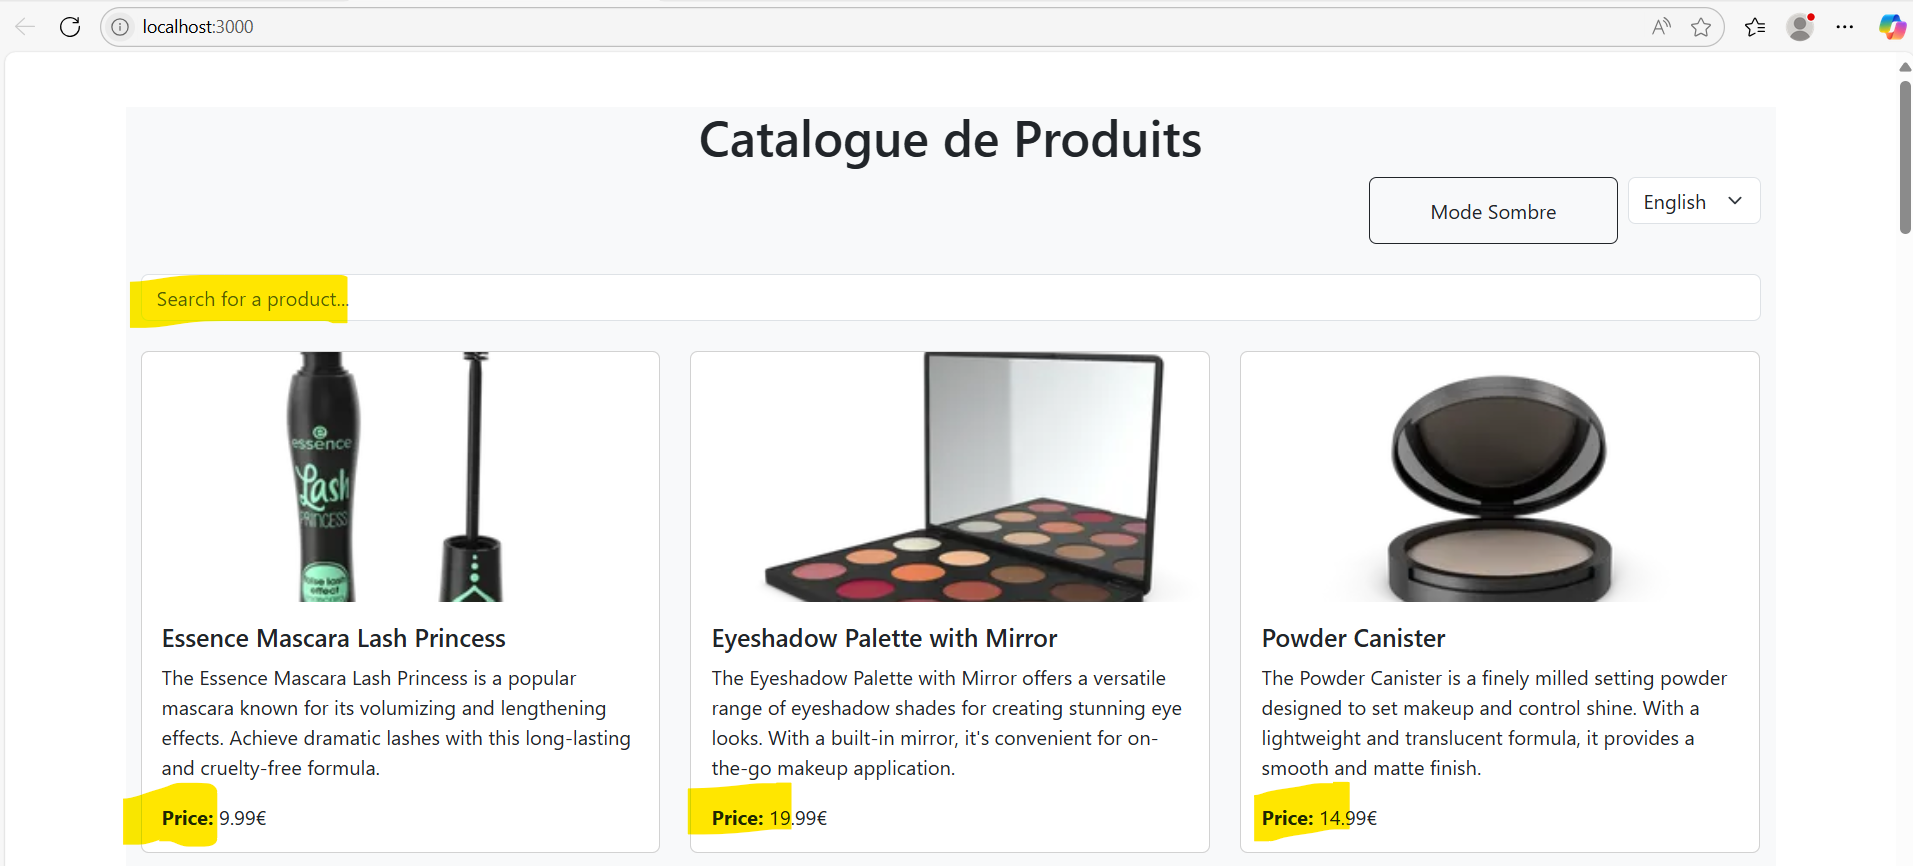 localhost:3000
Catalogue de Produits
Mode Sombre
English
Search for a product...
essence
Lash
PRINCESS
false lash
effect
Essence Mascara Lash Princess
The Essence Mascara Lash Princess is a popular
mascara known for its volumizing and lengthening
effects. Achieve dramatic lashes with this long-lasting
and cruelty-free formula.
Price: 9.99€
Eyeshadow Palette with Mirror
The Eyeshadow Palette with Mirror offers a versatile
range of eyeshadow shades for creating stunning eye
looks. With a built-in mirror, it's convenient for on-
the-go makeup application.
Price: 19.99€
Powder Canister
The Powder Canister is a finely milled setting powder
designed to set makeup and control shine. With a
lightweight and translucent formula, it provides a
smooth and matte finish.
Price: 14.99€